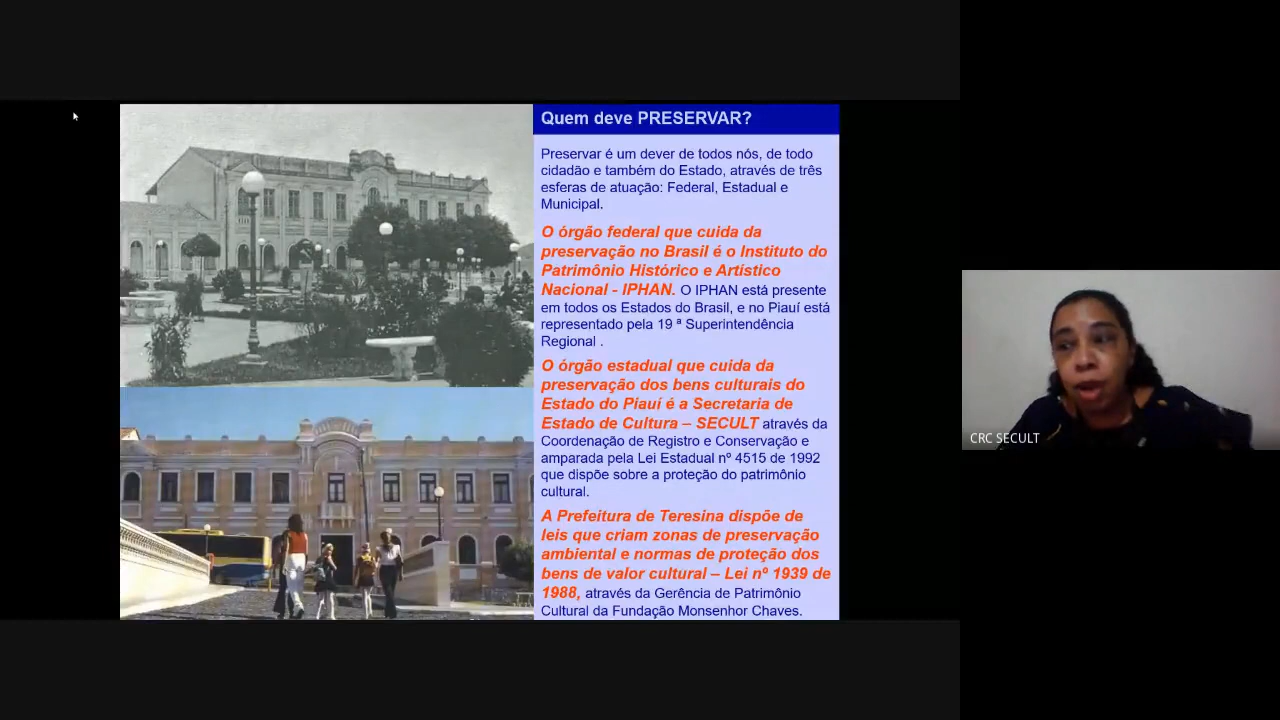 Quem deve PRESERVAR?
Preservar é um dever de todos nós, de todo
cidadão e também do Estado, através de três
esferas de atuação: Federal, Estadual e
Municipal.
O órgão federal que cuida da
preservação no Brasil é o Instituto do
Patrimônio Histórico e Artístico
Nacional - IPHAN. O IPHAN está presente
em todos os Estados do Brasil, e no Piauí está
representado pela 19 ª Superintendência
Regional .
O órgão estadual que cuida da
preservação dos bens culturais do
Estado do Piauí é a Secretaria de
Estado de Cultura – SECULT através da
Coordenação de Registro e Conservação e
amparada pela Lei Estadual nº 4515 de 1992
que dispõe sobre a proteção do patrimônio
cultural.
A Prefeitura de Teresina dispõe de
leis que criam zonas de preservação
ambiental e normas de proteção dos
bens de valor cultural – Lei nº 1939 de
1988, através da Gerência de Patrimônio
Cultural da Fundação Monsenhor Chaves.
CRC SECULT